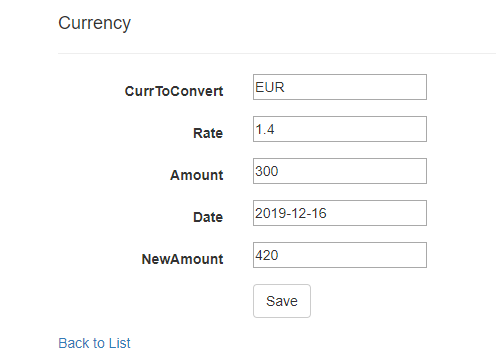 Currency
CurrToConvert EUR
Rate 1.4
Amount 300
Date 2019-12-16
NewAmount 420
Save
Back to List